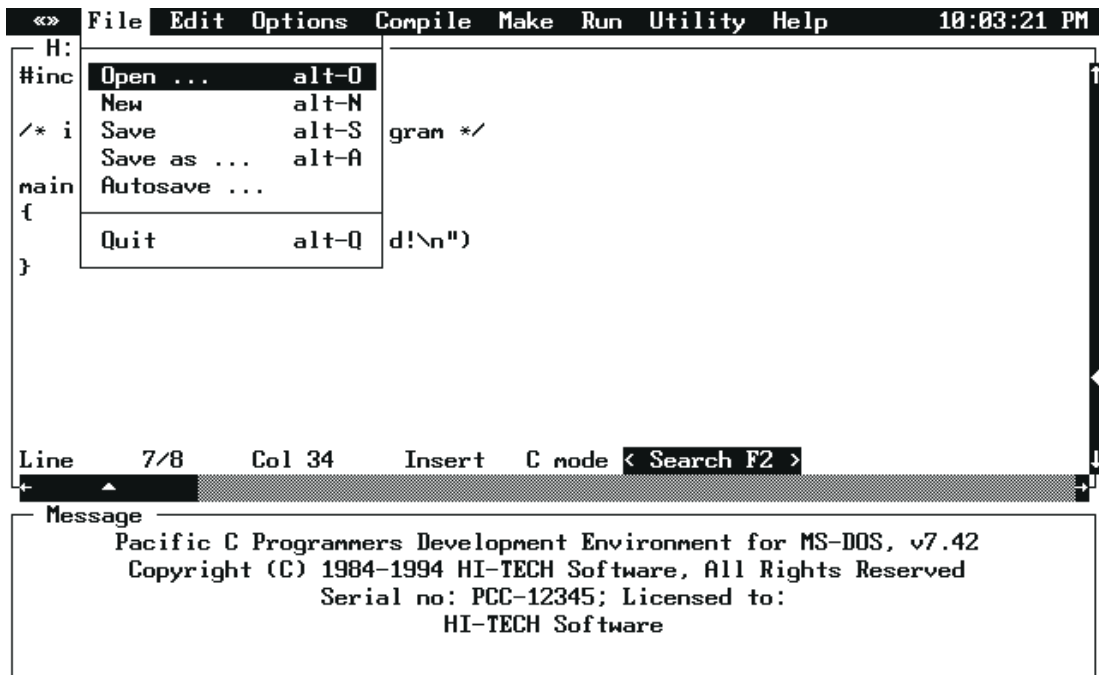 «» File Edit Options Compile Make Run Utility Help 10:03:21 PM
H:
#inc
Open ... alt-O
New alt-N
/* i Save alt-S gram */
Save as ... alt-A
main Autosave ...
{
Quit alt-Q d!\n")
}
Line 7/8 Col 34 Insert C mode < Search F2 >
Message
Pacific C Programmers Development Environment for MS-DOS, v7.42
Copyright (C) 1984-1994 HI-TECH Software, All Rights Reserved
Serial no: PCC-12345; Licensed to:
HI-TECH Software